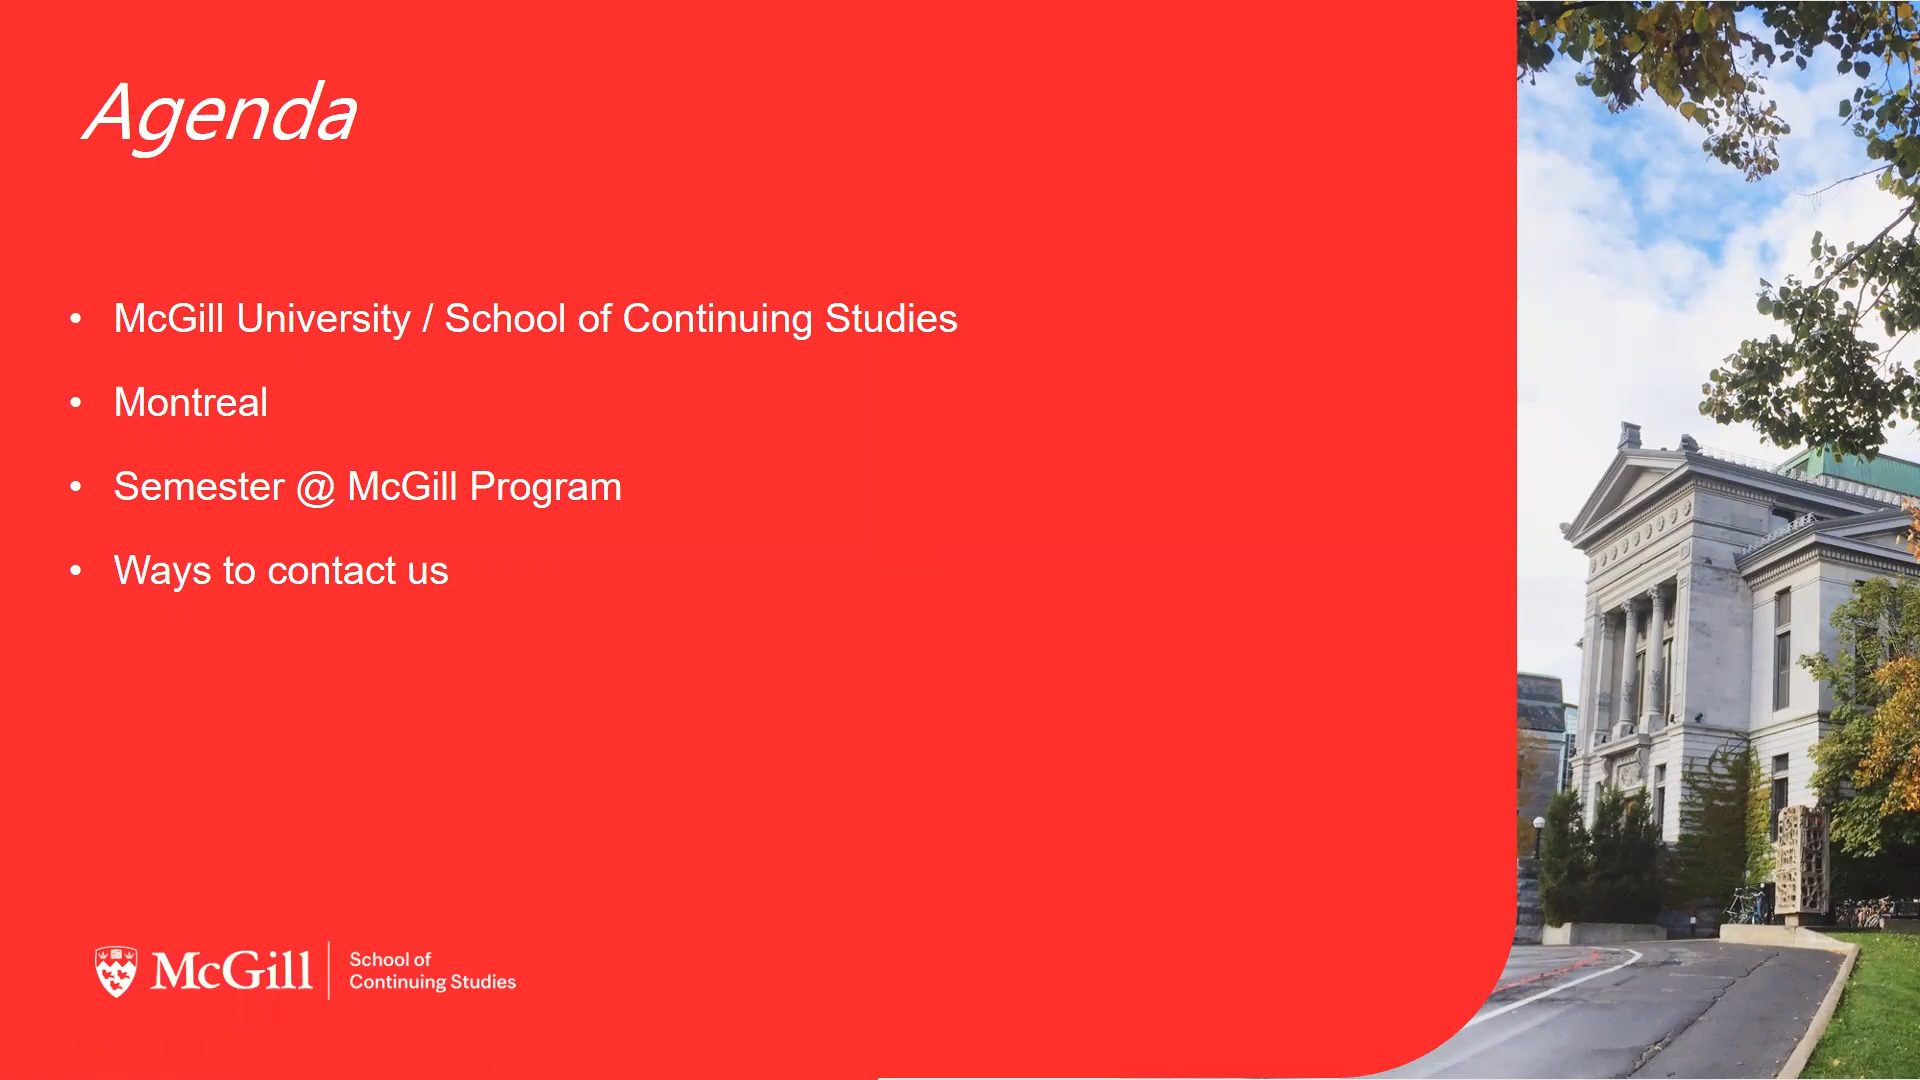 Agenda
• McGill University / School of Continuing Studies
• Montreal
• Semester @ McGill Program
• Ways to contact us
McGill
School of
Continuing Studies